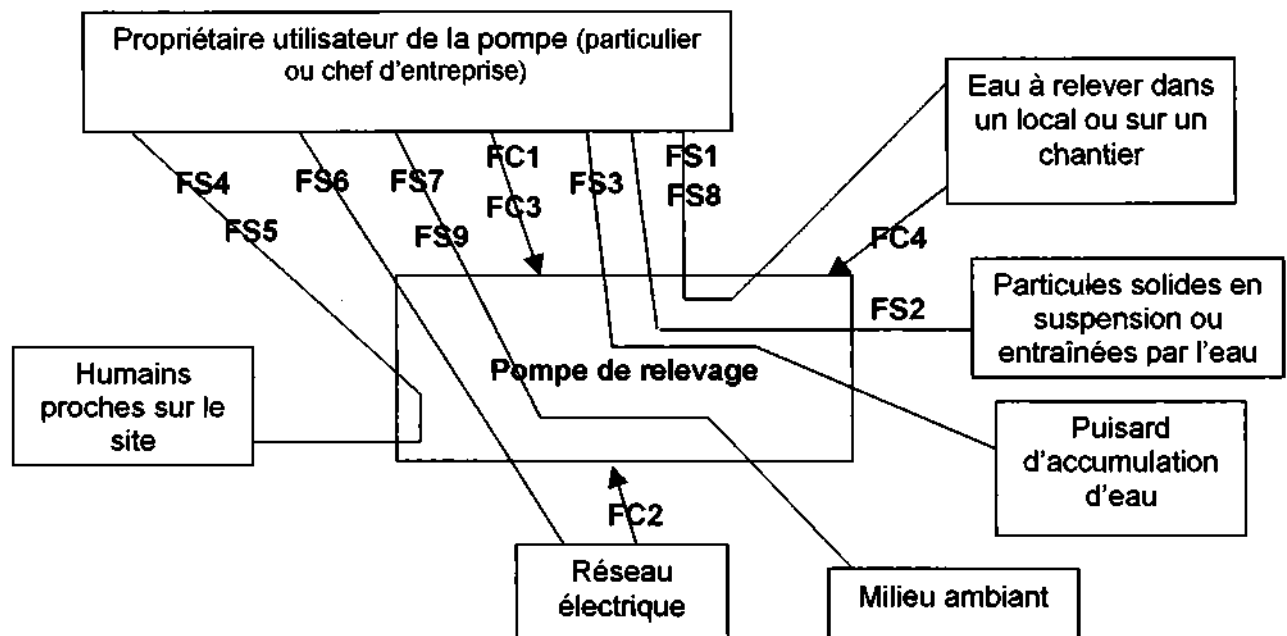 Propriétaire utilisateur de la pompe (particulier
ou chef d'entreprise)
Eau à relever dans
un local ou sur un
chantier
FC1
FS1
FS4
FS6
FS7
FS3
FS8
FC3
FS5
FS9
FC4
FS2
Particules solides en
suspension ou
entraînées par l'eau
Pompe de relevage
Humains
proches sur le
site
Puisard
d'accumulation
d'eau
FC2
Réseau
électrique
Milieu ambiant